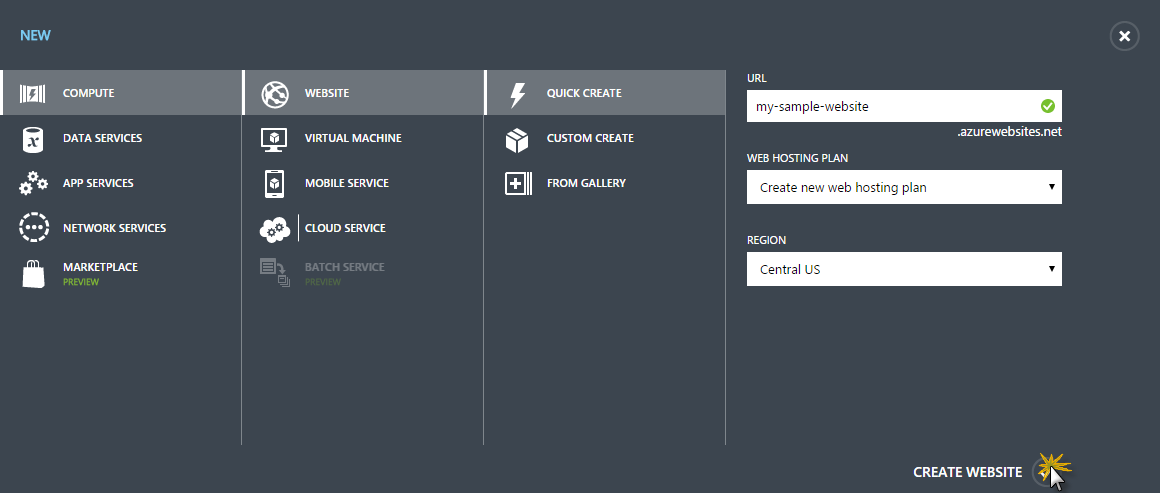 NEW
COMPUTE
DATA SERVICES
APP SERVICES
NETWORK SERVICES
MARKETPLACE
PREVIEW
WEBSITE
VIRTUAL MACHINE
MOBILE SERVICE
CLOUD SERVICE
BATCH SERVICE
PREVIEW
QUICK CREATE
CUSTOM CREATE
FROM GALLERY
URL
my-sample-website
.azurewebsites.net
WEB HOSTING PLAN
Create new web hosting plan
REGION
Central US
CREATE WEBSITE